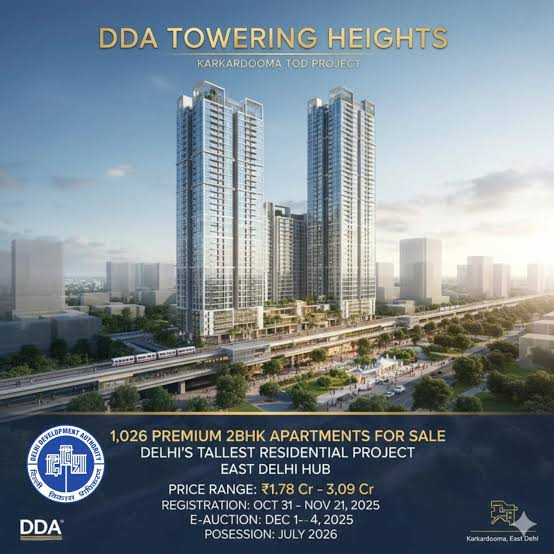 DDA TOWERING HEIGHTS
KARKARDOOMA TOD PROJECT
1,026 PREMIUM 2BHK APARTMENTS FOR SALE
DELHI'S TALLEST RESIDENTIAL PROJECT
EAST DELHI HUB
PRICE RANGE: ₹1.78 Cr - 3,09 Cr
REGISTRATION: OCT 31 - NOV 21, 2025
E-AUCTION: DEC 1-- 4, 2025
POSESSION: JULY 2026
DELHI DEVELOPMENT AUTHORITY
दिल्ली विकास प्राधिकरण
DDA®
Karkardooma, East Dehi